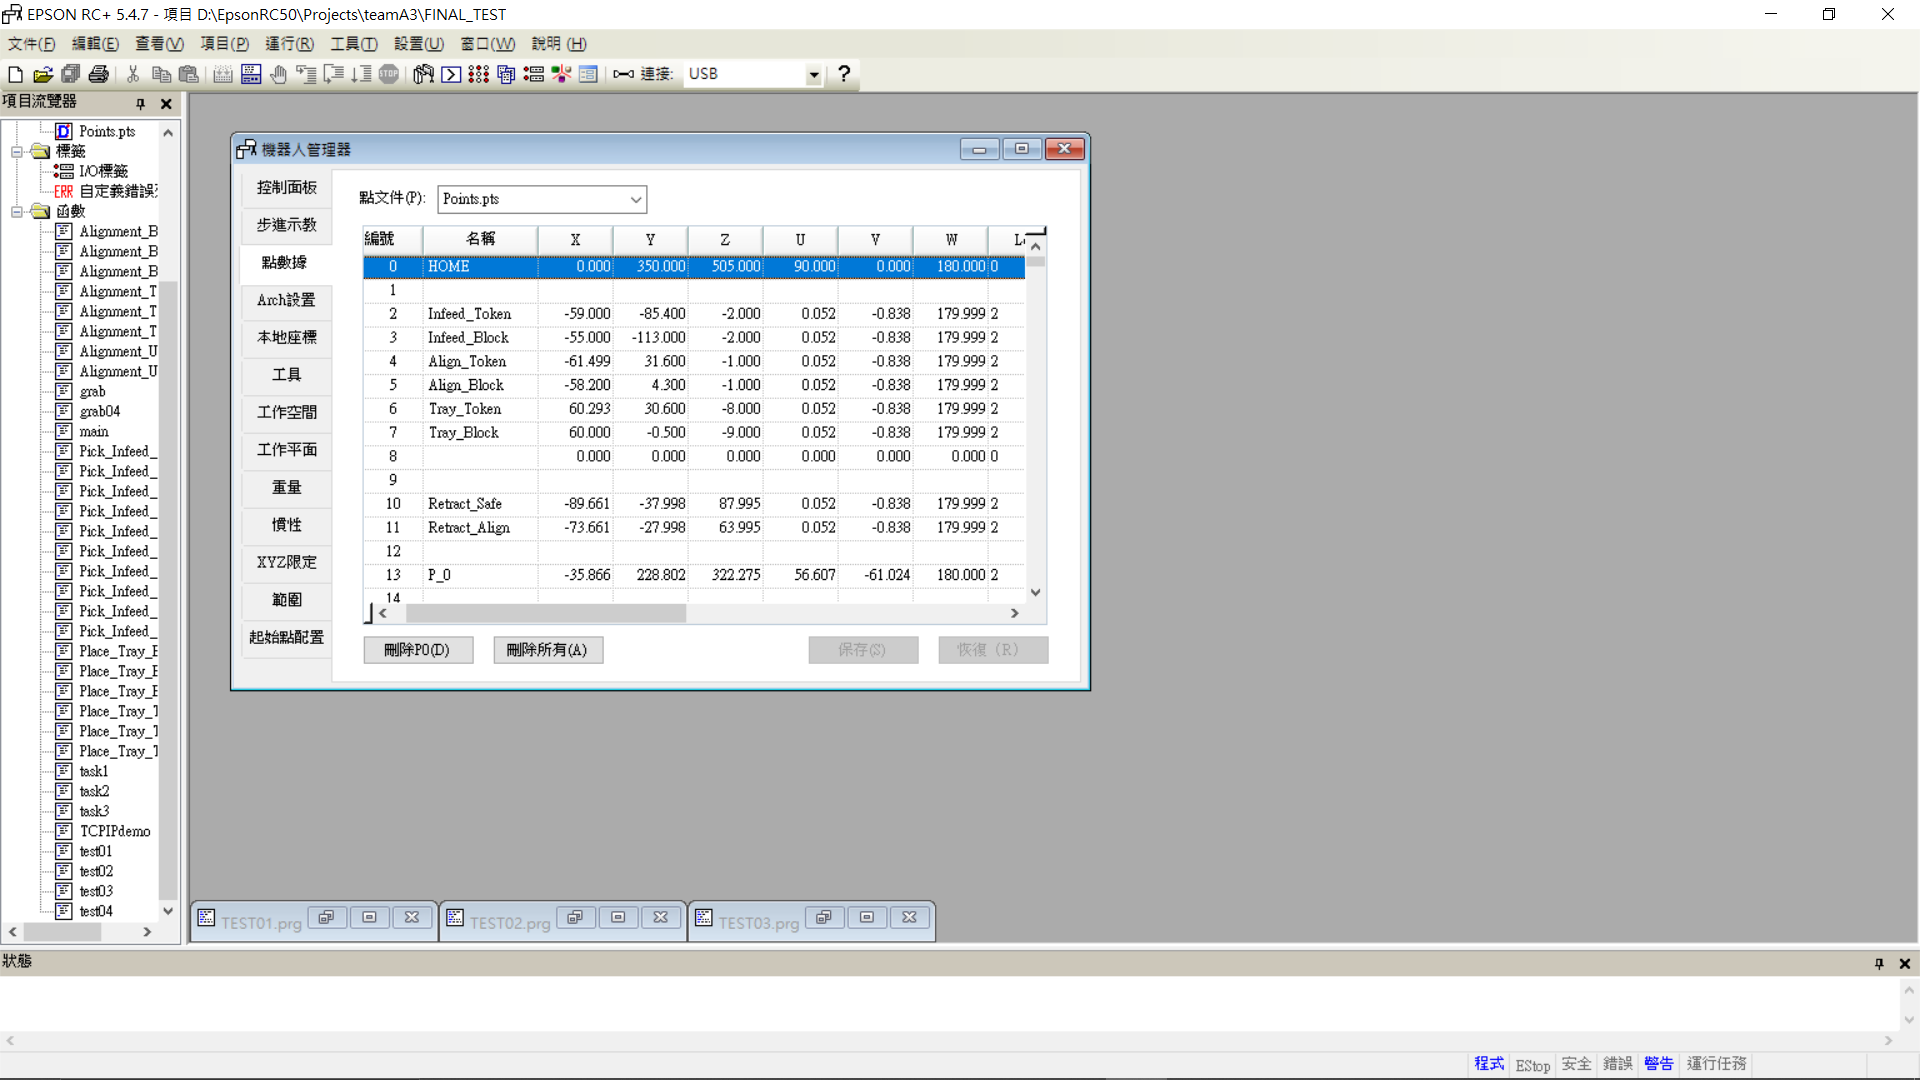 EPSON RC+ 5.4.7 - 項目 D:\EpsonRC50\Projects\teamA3\FINAL_TEST
文件(F) 編輯(E) 查看(V) 項目(P) 運行(R) 工具(T) 設置(U) 窗口(W) 說明 (H)
連接: USB ?
項目流覽器
Points.pts
標籤
I/O標籤
ERR 自定義錯誤
函數
Alignment_B
Alignment_B
Alignment_B
Alignment_T
Alignment_T
Alignment_T
Alignment_U
Alignment_U
grab
grab04
main
Pick_Infeed_
Pick_Infeed_
Pick_Infeed_
Pick_Infeed_
Pick_Infeed_
Pick_Infeed_
Pick_Infeed_
Pick_Infeed_
Pick_Infeed_
Pick_Infeed_
Place_Tray_B
Place_Tray_B
Place_Tray_B
Place_Tray_T
Place_Tray_T
Place_Tray_T
task1
task2
task3
TCPIPdemo
test01
test02
test03
test04
機器人管理器
控制面板
步進示教
點數據
Arch設置
本地座標
工具
工作空間
工作平面
重量
慣性
XYZ限定
範圍
起始點配置
點文件(P): Points.pts
編號 名稱 X Y Z U V W L
0 HOME 0.000 350.000 505.000 90.000 0.000 180.000 0
1
2 Infeed_Token -59.000 -85.400 -2.000 0.052 -0.838 179.999 2
3 Infeed_Block -55.000 -113.000 -2.000 0.052 -0.838 179.999 2
4 Align_Token -61.499 31.600 -1.000 0.052 -0.838 179.999 2
5 Align_Block -58.200 4.300 -1.000 0.052 -0.838 179.999 2
6 Tray_Token 60.293 30.600 -8.000 0.052 -0.838 179.999 2
7 Tray_Block 60.000 -0.500 -9.000 0.052 -0.838 179.999 2
8 0.000 0.000 0.000 0.000 0.000 0.000 0
9
10 Retract_Safe -89.661 -37.998 87.995 0.052 -0.838 179.999 2
11 Retract_Align -73.661 -27.998 63.995 0.052 -0.838 179.999 2
12
13 P_0 -35.866 228.802 322.275 56.607 -61.024 180.000 2
14
刪除P0(D) 刪除所有(A) 保存(S) 恢復（R）
TEST01.prg TEST02.prg TEST03.prg
狀態
程式 EStop 安全 錯誤 警告 運行任務